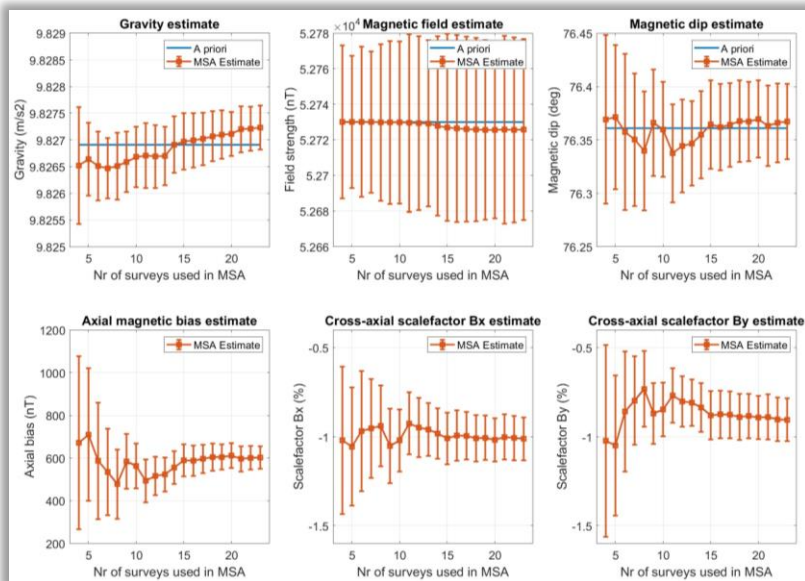 Gravity estimate
9.829
9.8285
9.828
9.8275
9.827
9.8265
9.826
9.8255
9.825
Gravity (m/s2)
A priori
MSA Estimate
5 10 15 20
Nr of surveys used in MSA
Magnetic field estimate
×10⁴
5.278
5.276
5.274
5.272
5.27
5.268
5.266
Field strength (nT)
A priori
MSA Estimate
5 10 15 20
Nr of surveys used in MSA
Magnetic dip estimate
76.45
76.4
76.35
76.3
76.25
Magnetic dip (deg)
A priori
MSA Estimate
5 10 15 20
Nr of surveys used in MSA
Axial magnetic bias estimate
1200
1000
800
600
400
200
Axial bias (nT)
MSA Estimate
5 10 15 20
Nr of surveys used in MSA
Cross-axial scalefactor Bx estimate
-0.5
-1
-1.5
Scalefactor Bx (%)
MSA Estimate
5 10 15 20
Nr of surveys used in MSA
Cross-axial scalefactor By estimate
-0.5
-1
-1.5
Scalefactor By (%)
MSA Estimate
5 10 15 20
Nr of surveys used in MSA